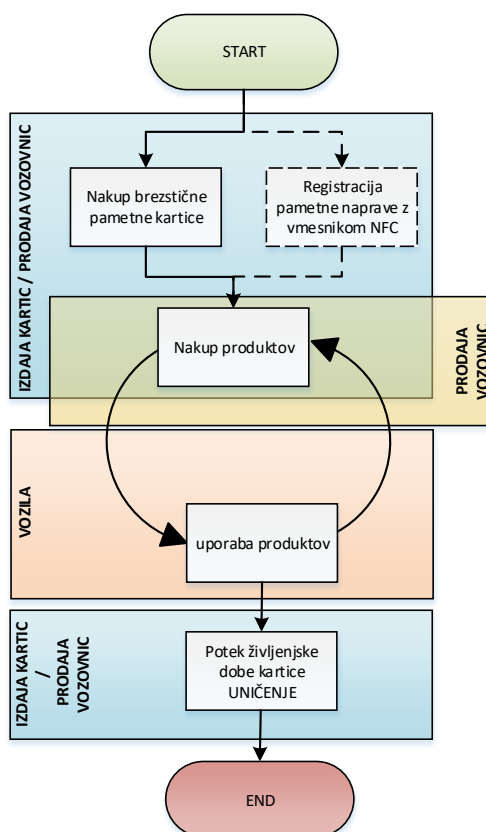 START
IZDAJA KARTIC / PRODAJA VOZOVNIC
Nakup brezstične
pametne kartice
Registracija
pametne naprave z
vmesnikom NFC
Nakup produktov
PRODAJA
VOZOVNIC
VOZILA
uporaba produktov
IZDAJA KARTIC
/
PRODAJA
VOZOVNIC
Potek življenjske
dobe kartice
UNIČENJE
END